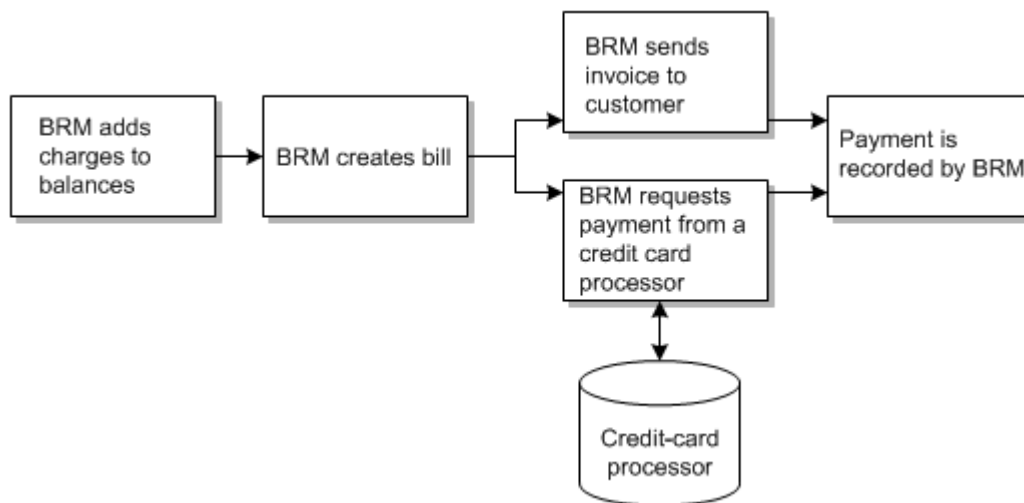 BRM adds
charges to
balances
BRM creates bill
BRM sends
invoice to
customer
BRM requests
payment from a
credit card
processor
Payment is
recorded by BRM
Credit-card
processor